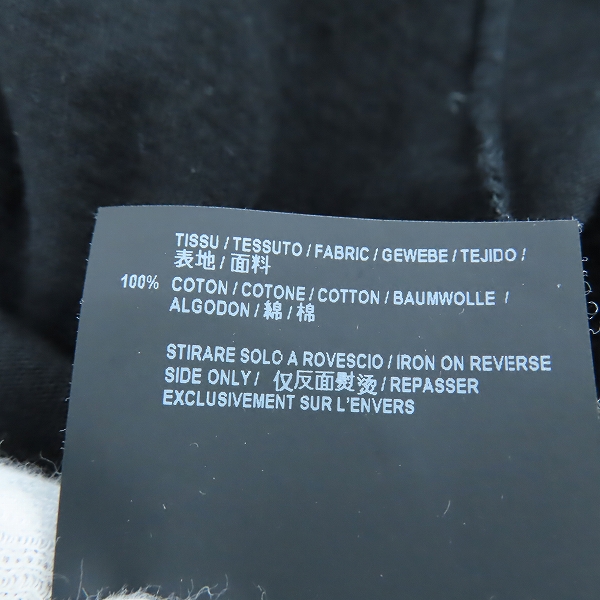 TISSU / TESSUTO / FABRIC / GEWEBE / TEJIDO /
表地 / 面料
100% COTON / COTONE / COTTON / BAUMWOLLE /
ALGODON / 綿 / 棉
STIRARE SOLO A ROVESCIO / IRON ON REVERSE
SIDE ONLY / 仅反面熨烫 / REPASSER
EXCLUSIVEMENT SUR L'ENVERS